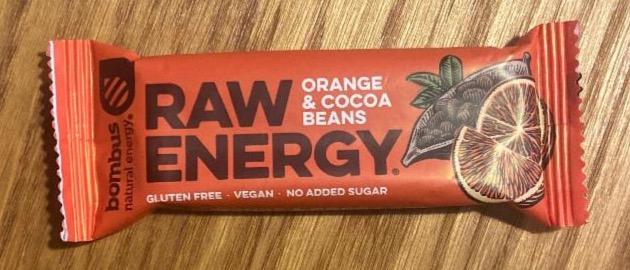 bombus
natural energy®
RAW
ENERGY®
ORANGE
& COCOA
BEANS
GLUTEN FREE · VEGAN · NO ADDED SUGAR